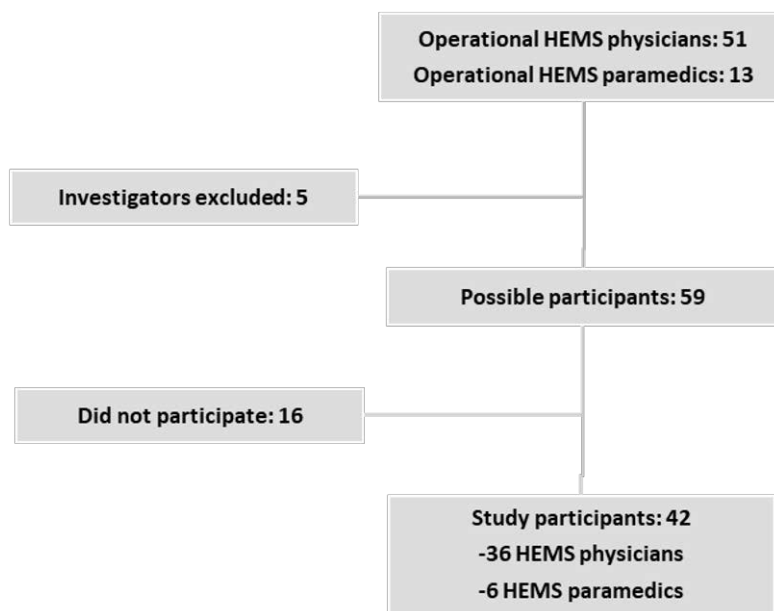 Operational HEMS physicians: 51
Operational HEMS paramedics: 13
Investigators excluded: 5
Possible participants: 59
Did not participate: 16
Study participants: 42
-36 HEMS physicians
-6 HEMS paramedics